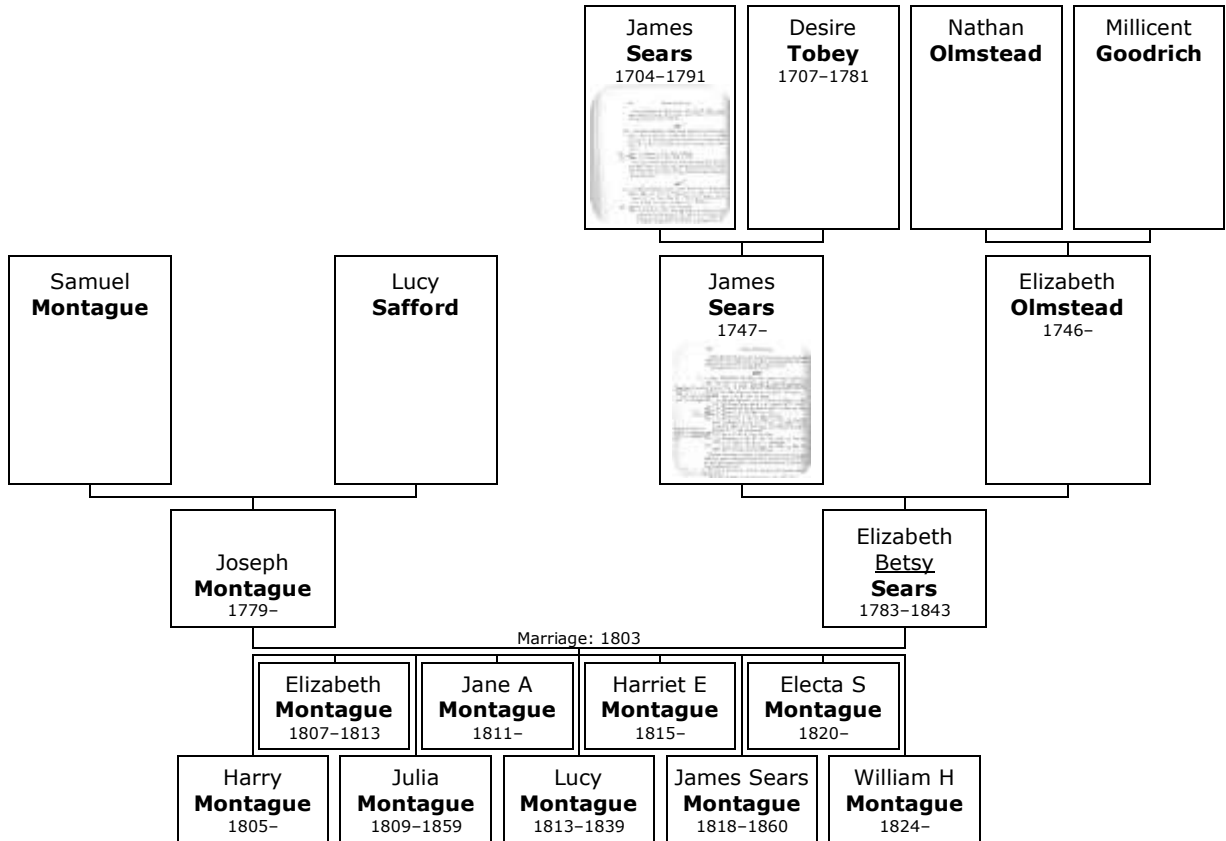 James
Sears
1704–1791
Desire
Tobey
1707–1781
Nathan
Olmstead
Millicent
Goodrich
Samuel
Montague
Lucy
Safford
James
Sears
1747–
Elizabeth
Olmstead
1746–
Joseph
Montague
1779–
Elizabeth
Betsy
Sears
1783–1843
Marriage: 1803
Elizabeth
Montague
1807–1813
Jane A
Montague
1811–
Harriet E
Montague
1815–
Electa S
Montague
1820–
Harry
Montague
1805–
Julia
Montague
1809–1859
Lucy
Montague
1813–1839
James Sears
Montague
1818–1860
William H
Montague
1824–